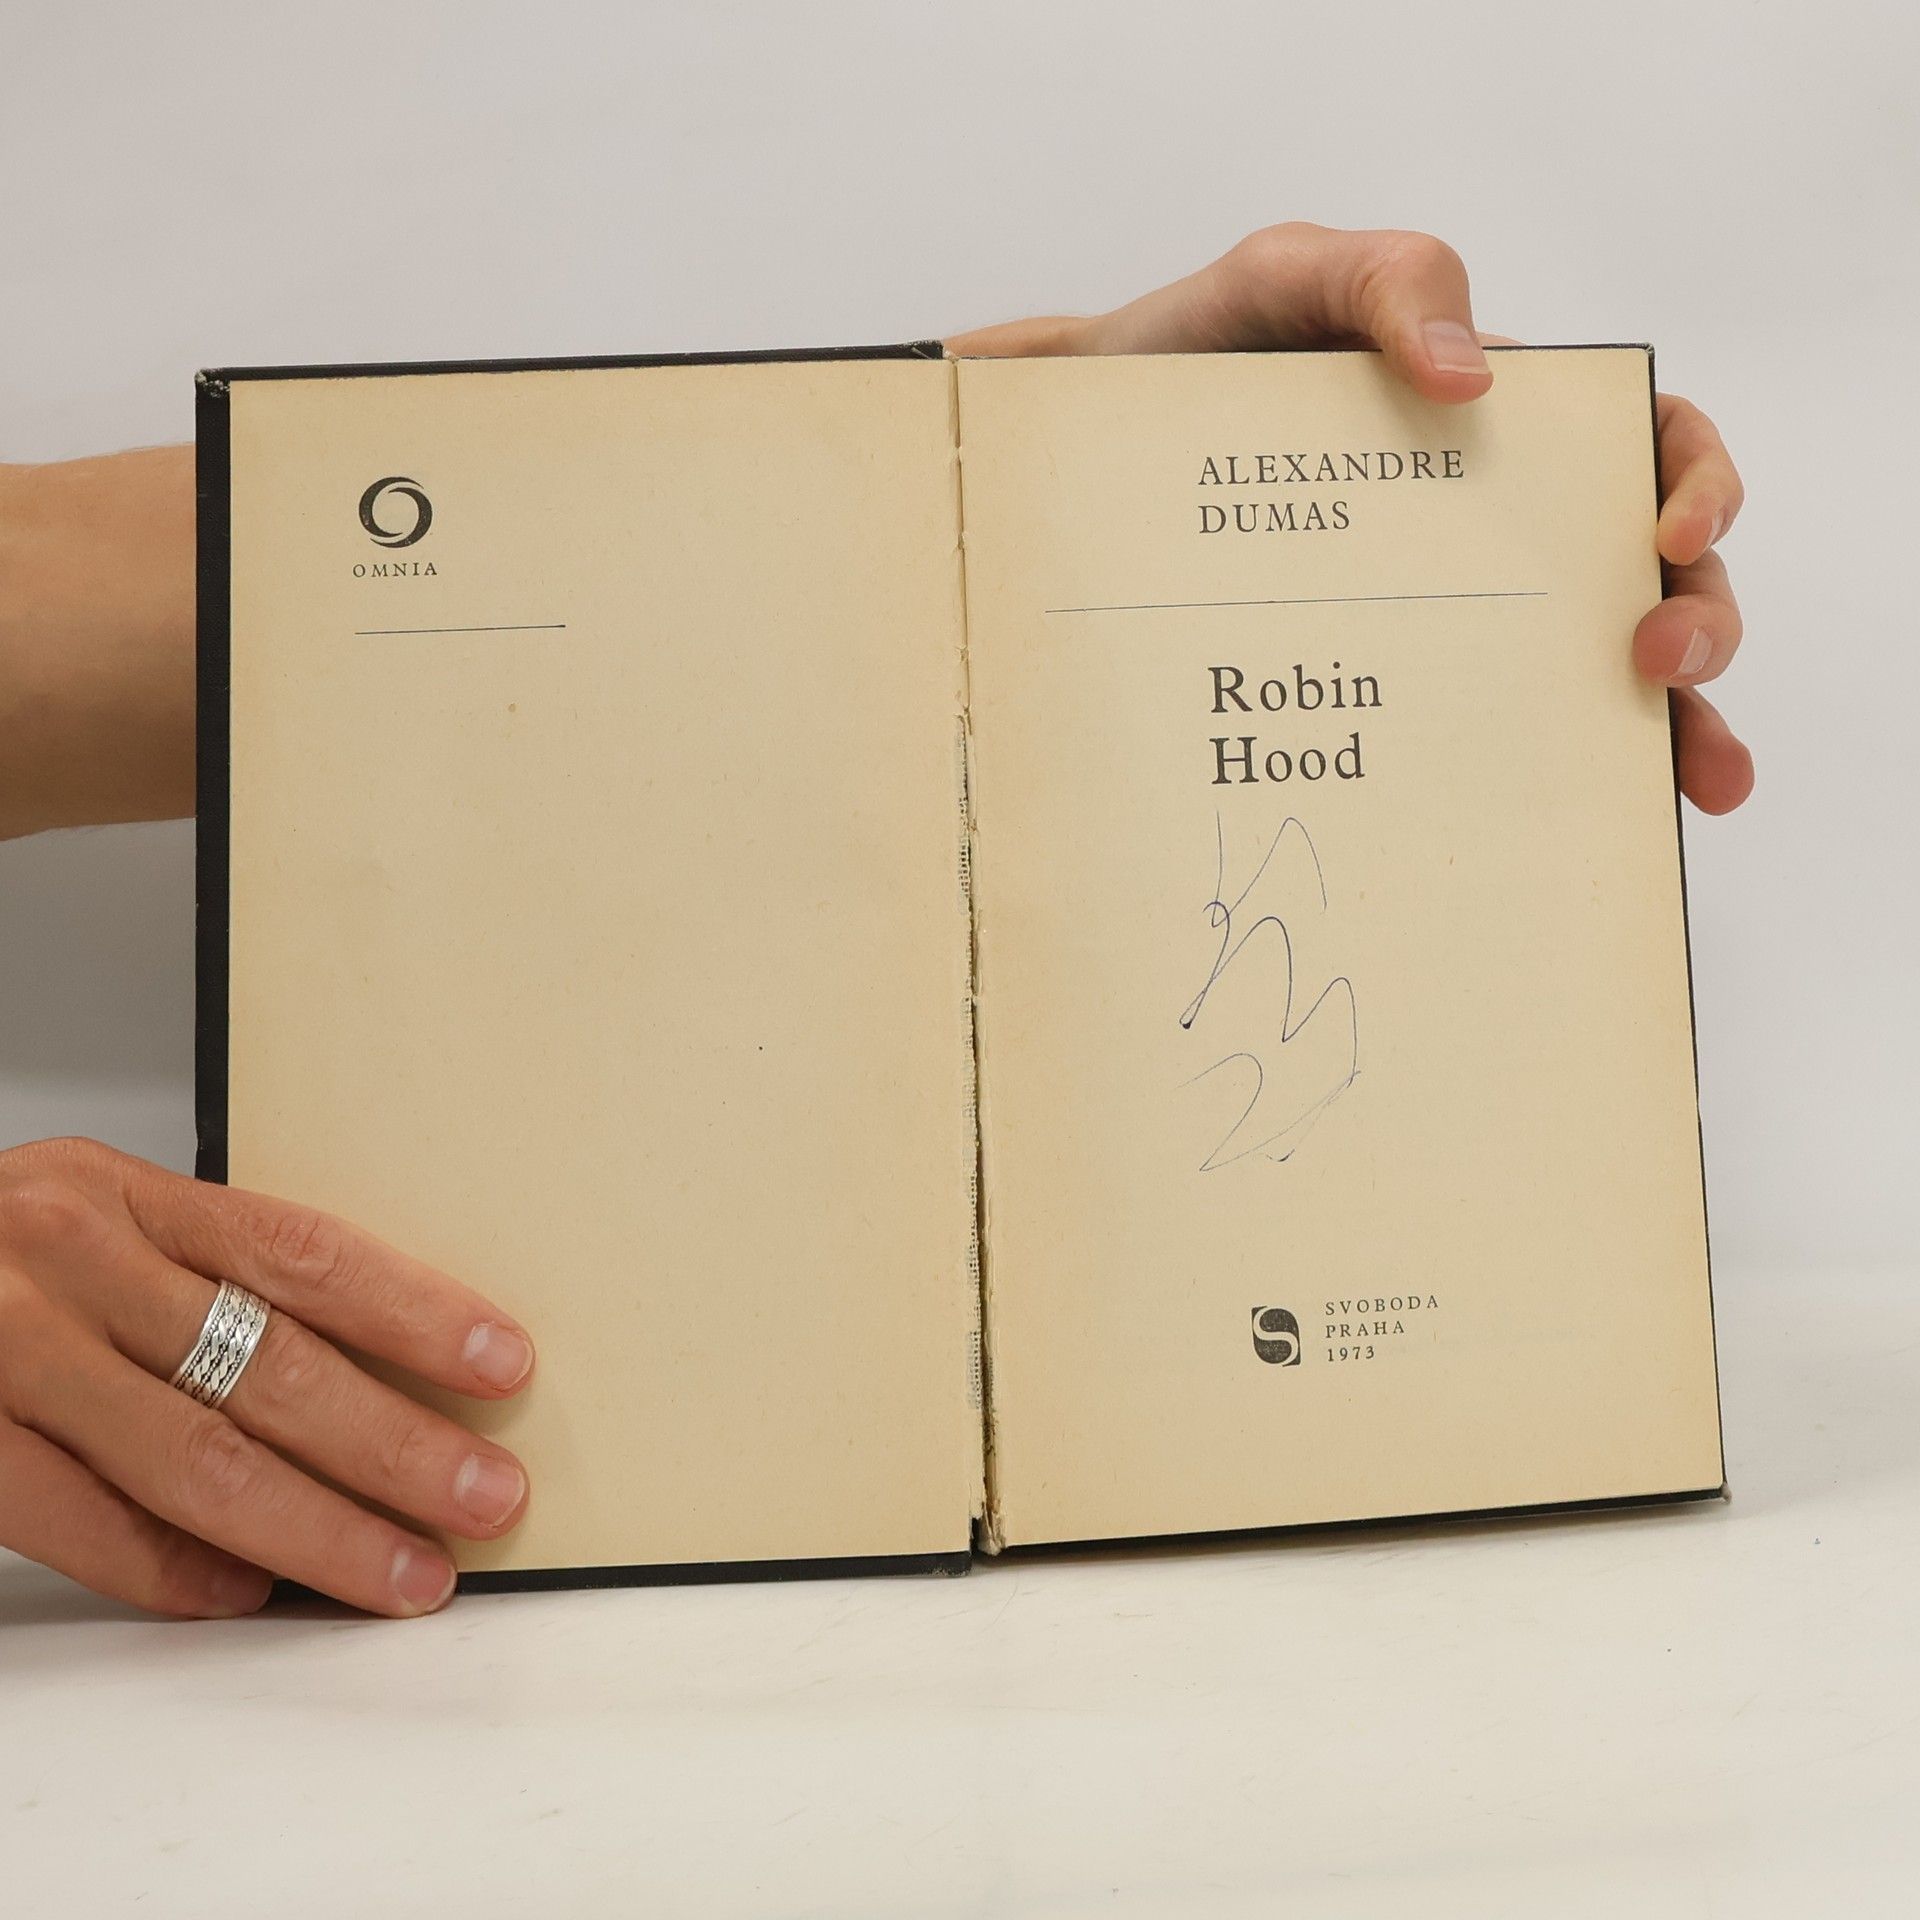 OMNIA
ALEXANDRE
DUMAS
Robin
Hood
SVOBODA
PRAHA
1973